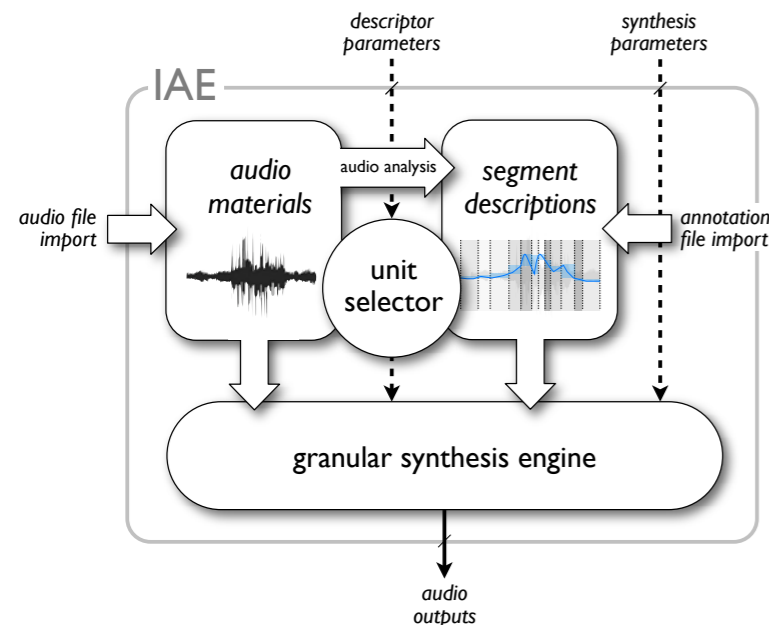 descriptor
parameters
synthesis
parameters
IAE
audio
materials
audio analysis
segment
descriptions
audio file
import
annotation
file import
unit
selector
granular synthesis engine
audio
outputs